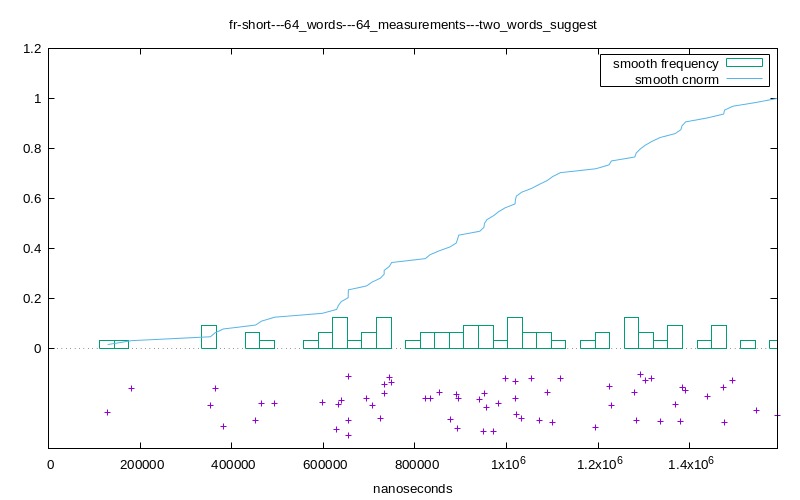 fr-short---64_words---64_measurements---two_words_suggest
1.2
smooth frequency
smooth cnorm
1
0.8
0.6
0.4
0.2
0
0 200000 400000 600000 800000 1x10^6 1.2x10^6 1.4x10^6
nanoseconds